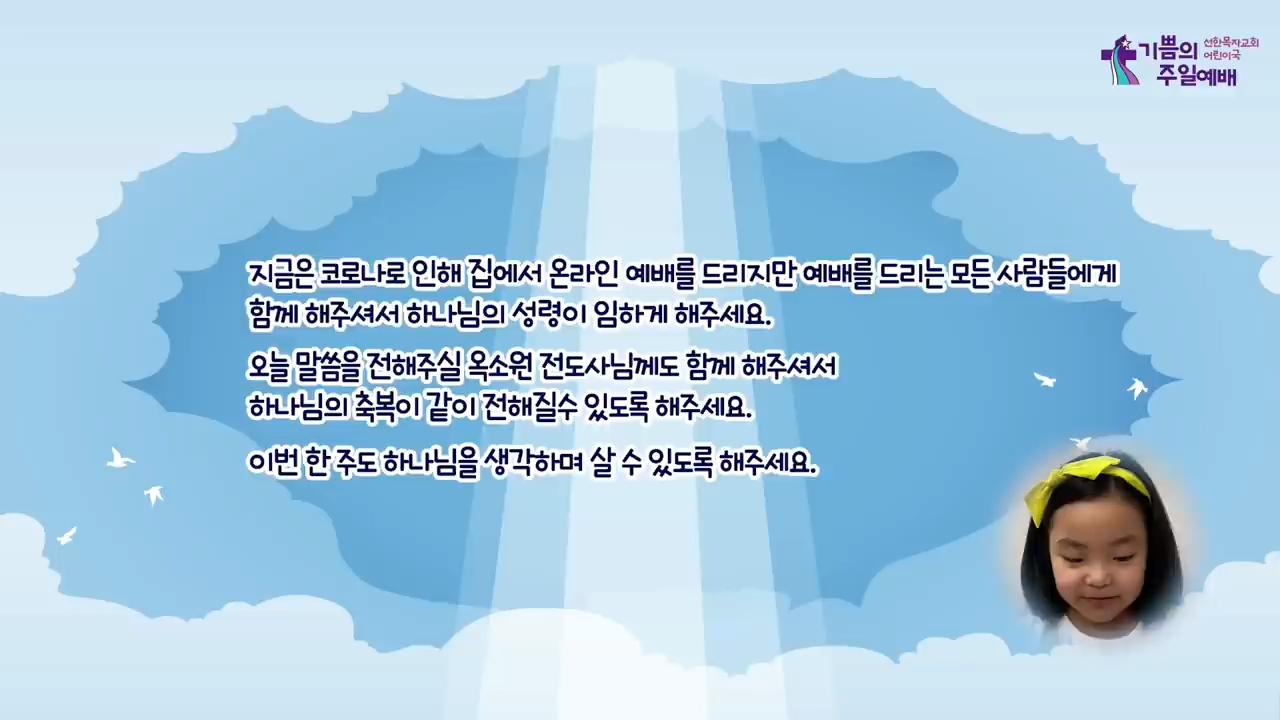 기쁨의
주일예배
선한목자교회
어린이국
지금은 코로나로 인해 집에서 온라인 예배를 드리지만 예배를 드리는 모든 사람들에게
함께 해주셔서 하나님의 성령이 임하게 해주세요.
오늘 말씀을 전해주실 옥소원 전도사님께도 함께 해주셔서
하나님의 축복이 같이 전해질수 있도록 해주세요.
이번 한 주도 하나님을 생각하며 살 수 있도록 해주세요.